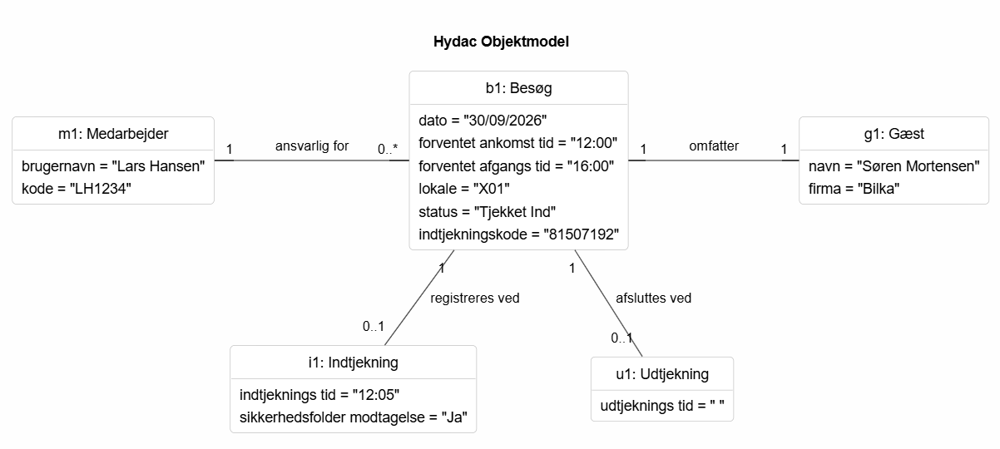 Hydac Objektmodel
b1: Besøg
dato = "30/09/2026"
forventet ankomst tid = "12:00"
forventet afgangs tid = "16:00"
lokale = "X01"
status = "Tjekket Ind"
indtjekningskode = "81507192"
m1: Medarbejder
brugernavn = "Lars Hansen"
kode = "LH1234"
1 ansvarlig for 0..*
1 omfatter 1
g1: Gæst
navn = "Søren Mortensen"
firma = "Bilka"
1
registreres ved
0..1
1
afsluttes ved
0..1
i1: Indtjekning
indtjeknings tid = "12:05"
sikkerhedsfolder modtagelse = "Ja"
u1: Udtjekning
udtjeknings tid = " "